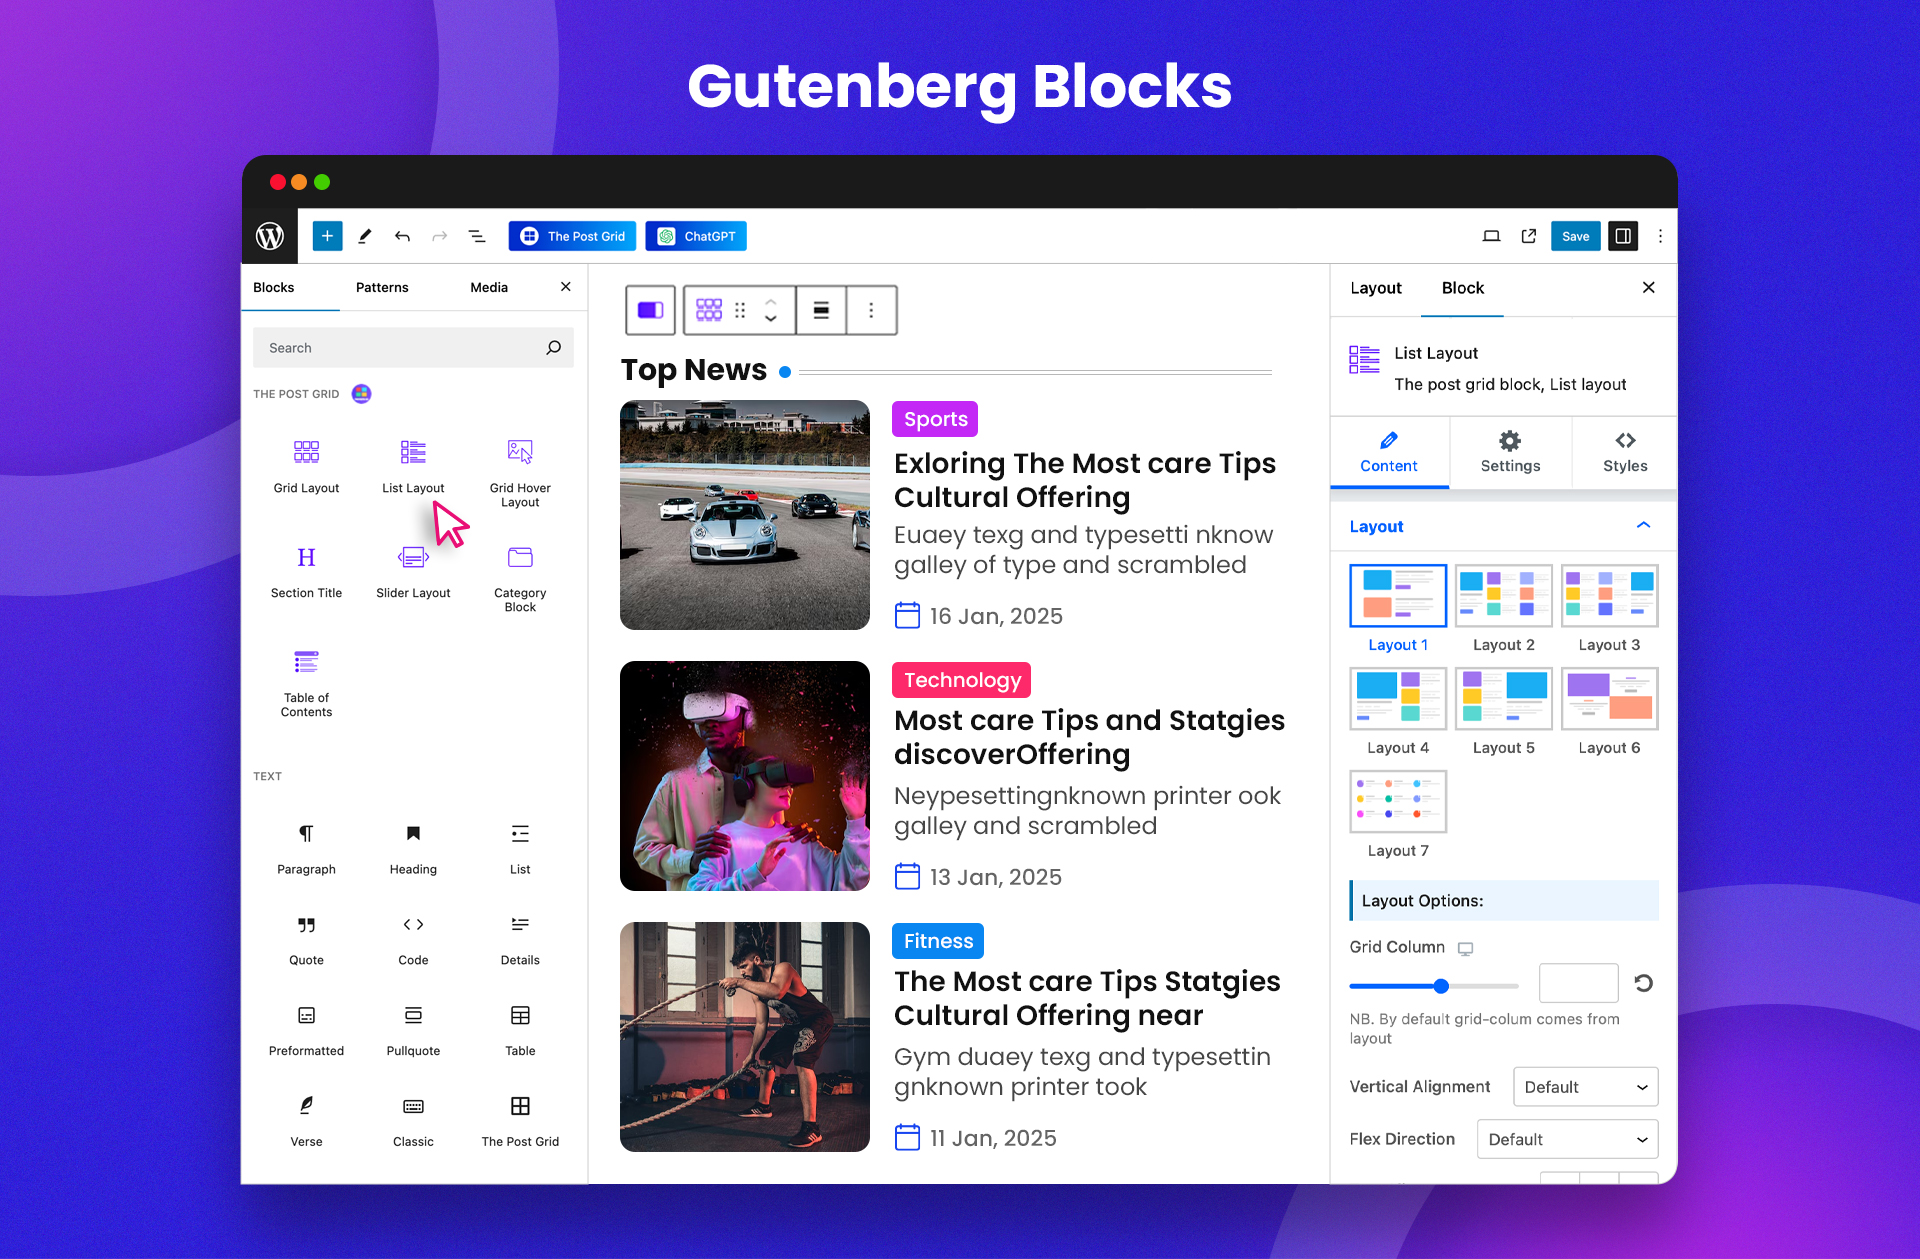 Gutenberg Blocks
The Post Grid
ChatGPT
Save
Blocks
Patterns
Media
Search
THE POST GRID
Grid Layout
List Layout
Grid Hover
Layout
H
Section Title
Slider Layout
Category
Block
Table of
Contents
TEXT
Paragraph
Heading
List
Quote
Code
Details
Preformatted
Pullquote
Table
Verse
Classic
The Post Grid
Top News
Sports
Exloring The Most care Tips
Cultural Offering
Euaey texg and typesetti nknow
galley of type and scrambled
16 Jan, 2025
Technology
Most care Tips and Statgies
discoverOffering
Neypesettingnknown printer ook
galley and scrambled
13 Jan, 2025
Fitness
The Most care Tips Statgies
Cultural Offering near
Gym duaey texg and typesettin
gnknown printer took
11 Jan, 2025
Layout
Block
List Layout
The post grid block, List layout
Content
Settings
Styles
Layout
Layout 1
Layout 2
Layout 3
Layout 4
Layout 5
Layout 6
Layout 7
Layout Options:
Grid Column
NB. By default grid-colum comes from
layout
Vertical Alignment
Default
Flex Direction
Default